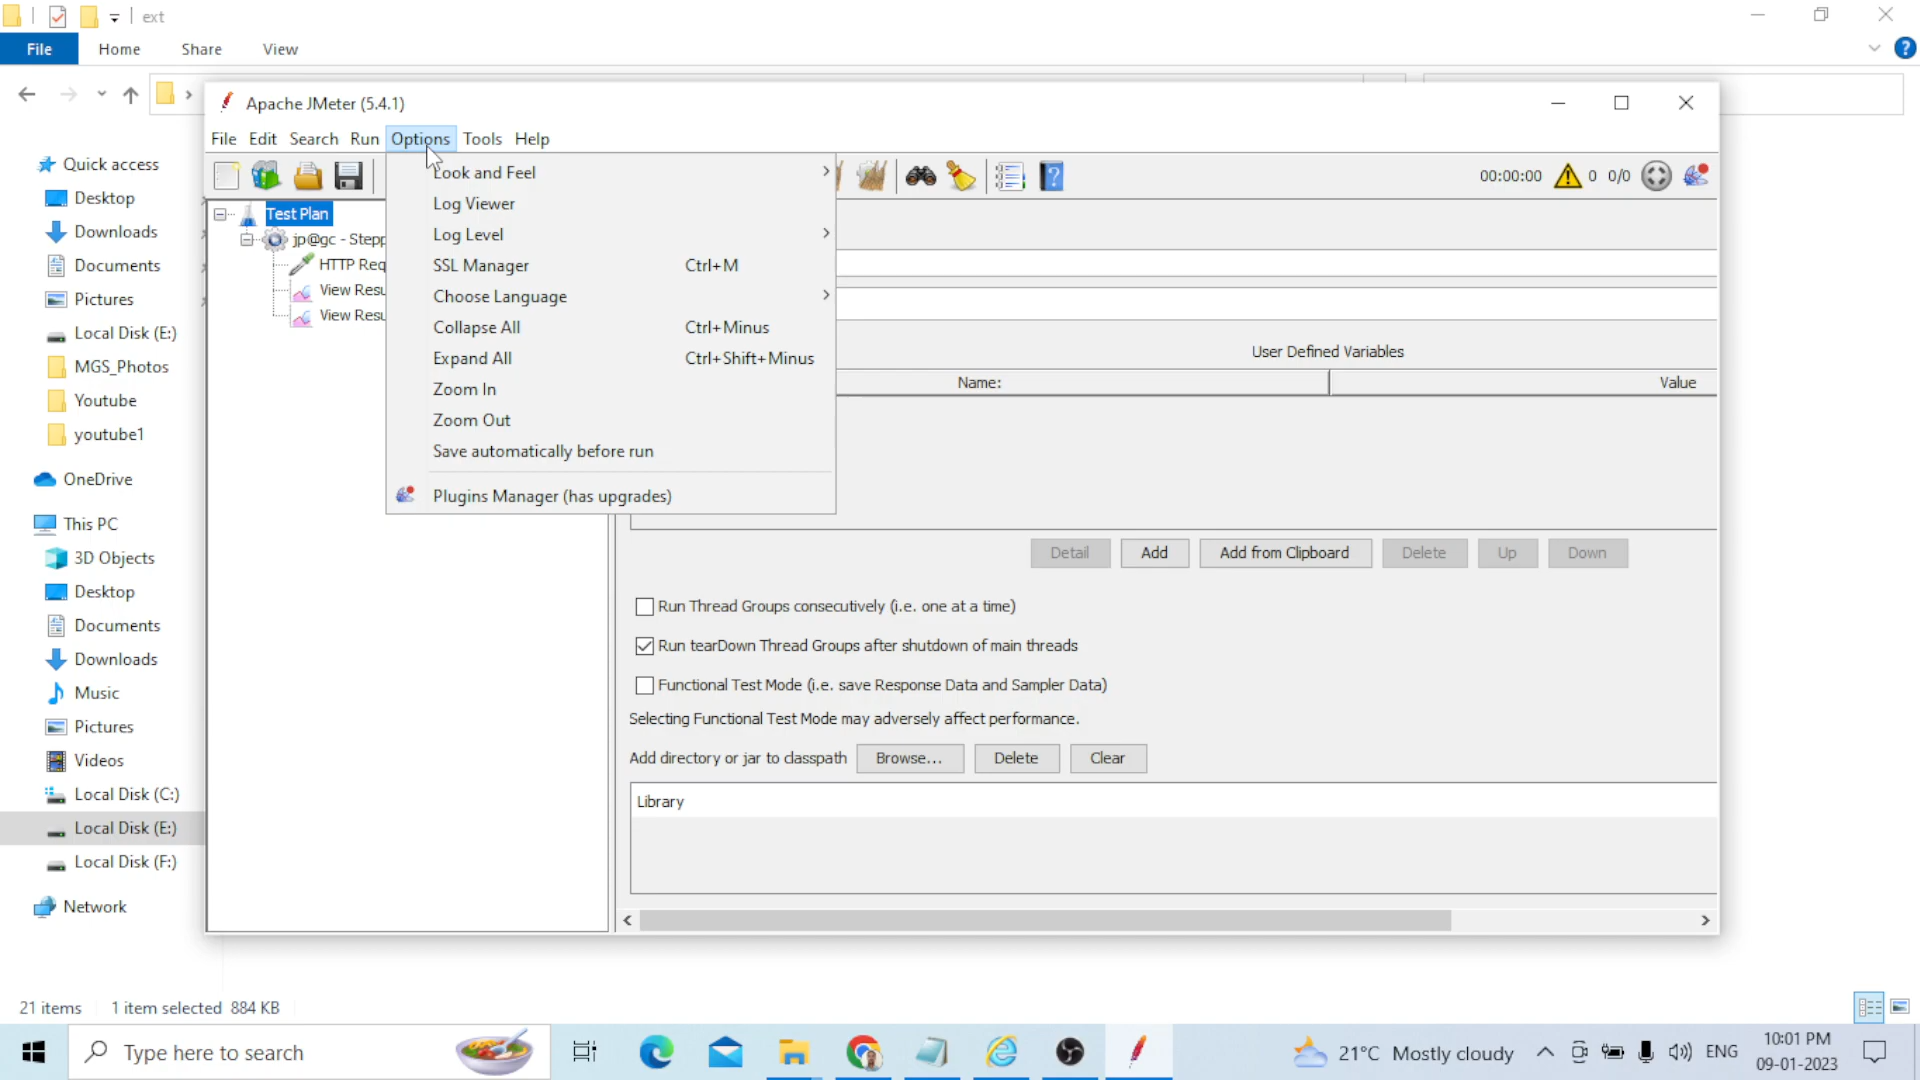 ext
File Home Share View
Apache JMeter (5.4.1)
File Edit Search Run Options Tools Help
00:00:00 0 0/0
Quick access
Desktop
Downloads
Documents
Pictures
Local Disk (E:)
MGS_Photos
Youtube
youtube1
OneDrive
This PC
3D Objects
Desktop
Documents
Downloads
Music
Pictures
Videos
Local Disk (C:)
Local Disk (E:)
Local Disk (F:)
Network
Test Plan
jp@gc - Stepp
HTTP Req
View Resu
View Resu
Look and Feel
Log Viewer
Log Level
SSL Manager Ctrl+M
Choose Language
Collapse All Ctrl+Minus
Expand All Ctrl+Shift+Minus
Zoom In
Zoom Out
Save automatically before run
Plugins Manager (has upgrades)
User Defined Variables
Name: Value
Detail Add Add from Clipboard Delete Up Down
Run Thread Groups consecutively (i.e. one at a time)
Run tearDown Thread Groups after shutdown of main threads
Functional Test Mode (i.e. save Response Data and Sampler Data)
Selecting Functional Test Mode may adversely affect performance.
Add directory or jar to classpath Browse... Delete Clear
Library
21 items 1 item selected 884 KB
Type here to search
21°C Mostly cloudy
ENG
10:01 PM
09-01-2023